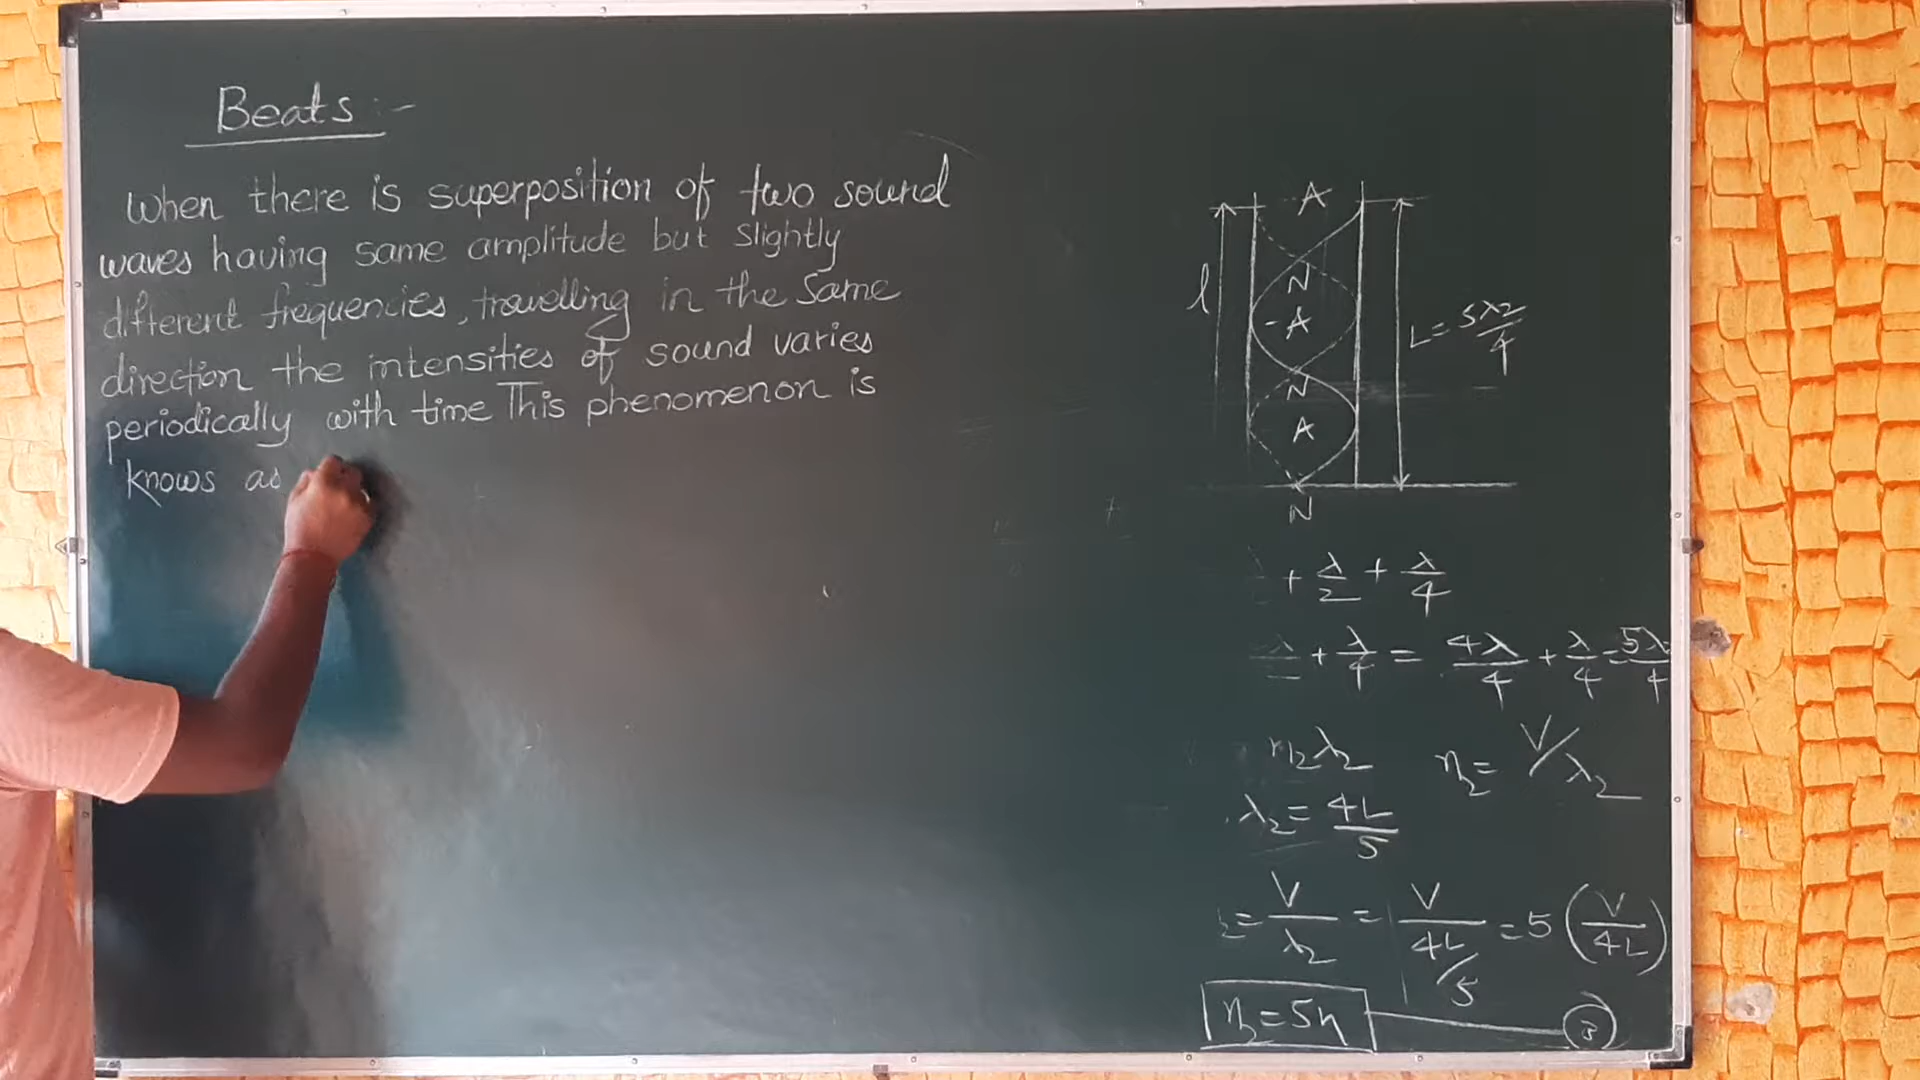 Beats :-
When there is superposition of two sound
waves having same amplitude but slightly
different frequencies, travelling in the same
direction the intensities of sound varies
periodically with time This phenomenon is
knows as
A
N
-A
N
A
N
l
L = 5λ2/4
+ λ/2 + λ/4
+ λ/4 = 4λ/4 + λ/4 = 5λ/4
n2λ2
n2 = V/λ2
λ2 = 4L/5
2 = V/λ2 = V/4L/5 = 5 (V/4L)
n2 = 5n
3